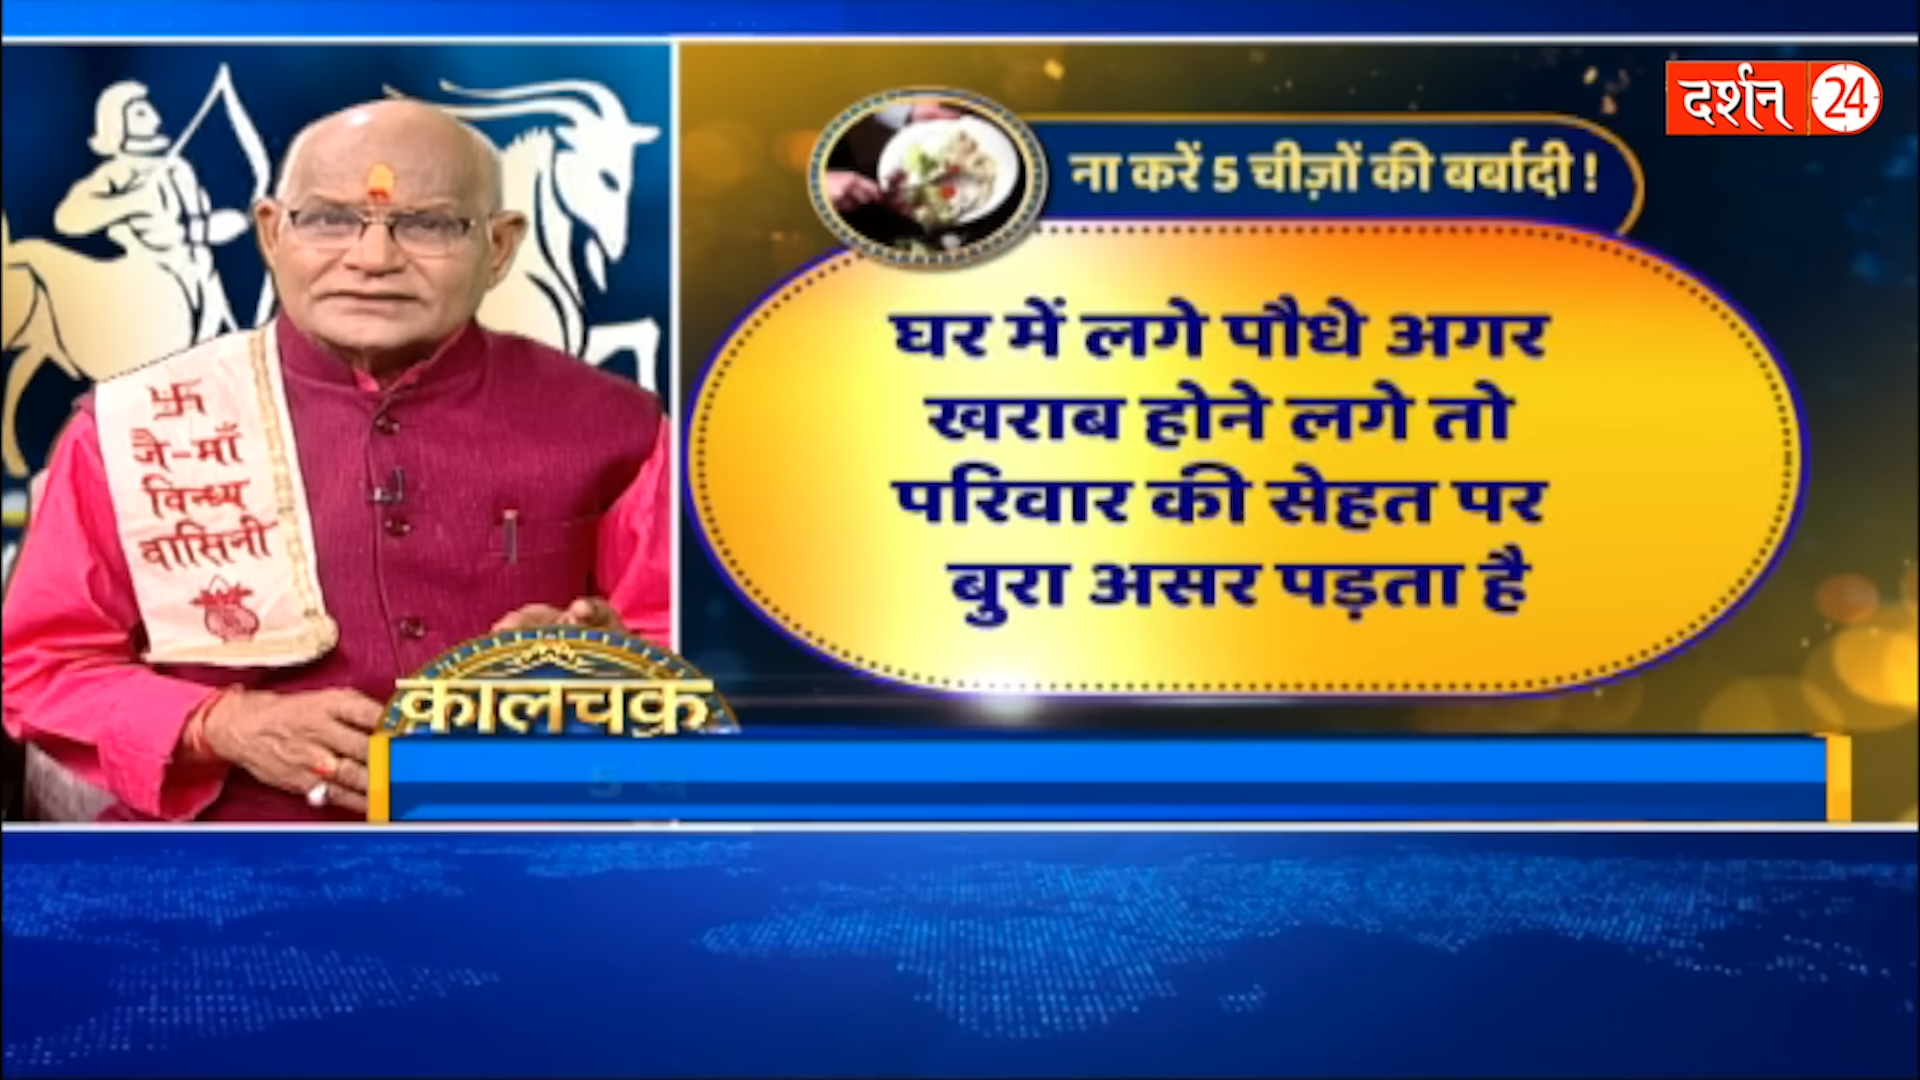 दर्शन 24
ना करें 5 चीज़ों की बर्बादी !
घर में लगे पौधे अगर
खराब होने लगे तो
परिवार की सेहत पर
बुरा असर पड़ता है
जै-माँ
विन्ध्य
वासिनी
कालचक्र